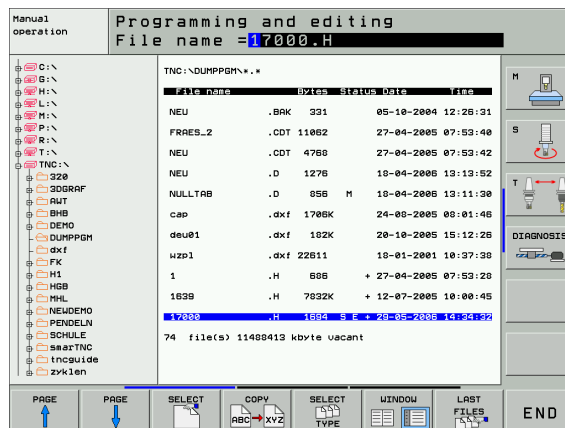 Manual
operation
Programming and editing
File name =17000.H
C:\
G:\
H:\
L:\
M:\
P:\
R:\
T:\
TNC:\
320
3DGRAF
AWT
BHB
DEMO
DUMPPGM
dxf
FK
H1
HGB
MHL
NEWDEMO
PENDELN
SCHULE
smarTNC
tncguide
zyklen
TNC:\DUMPPGM\*.*
File name Bytes Status Date Time
NEU .BAK 331 05-10-2004 12:26:31
FRAES_2 .CDT 11062 27-04-2005 07:53:40
NEU .CDT 4768 27-04-2005 07:53:42
NEU .D 1276 18-04-2006 13:13:52
NULLTAB .D 856 M 18-04-2006 13:11:30
cap .dxf 1706K 24-08-2005 08:01:46
deu01 .dxf 182K 20-10-2005 15:12:26
wzpl .dxf 22611 18-01-2001 10:37:38
1 .H 686 + 27-04-2005 07:53:28
1639 .H 7832K + 12-07-2005 10:00:45
17000 .H 1694 S E + 29-05-2006 14:34:32
74 file(s) 11488413 kbyte vacant
M
S
T
DIAGNOSIS
PAGE
PAGE
SELECT
COPY
ABC XYZ
SELECT
TYPE
WINDOW
LAST
FILES
END